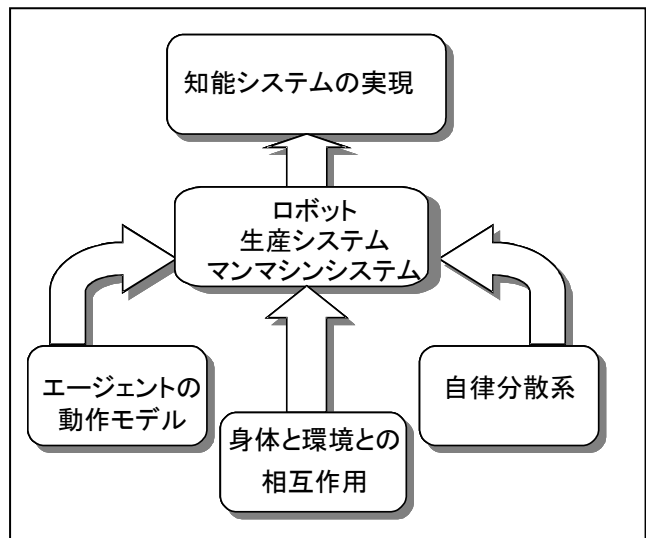 知能システムの実現
ロボット
生産システム
マンマシンシステム
エージェントの
動作モデル
身体と環境との
相互作用
自律分散系